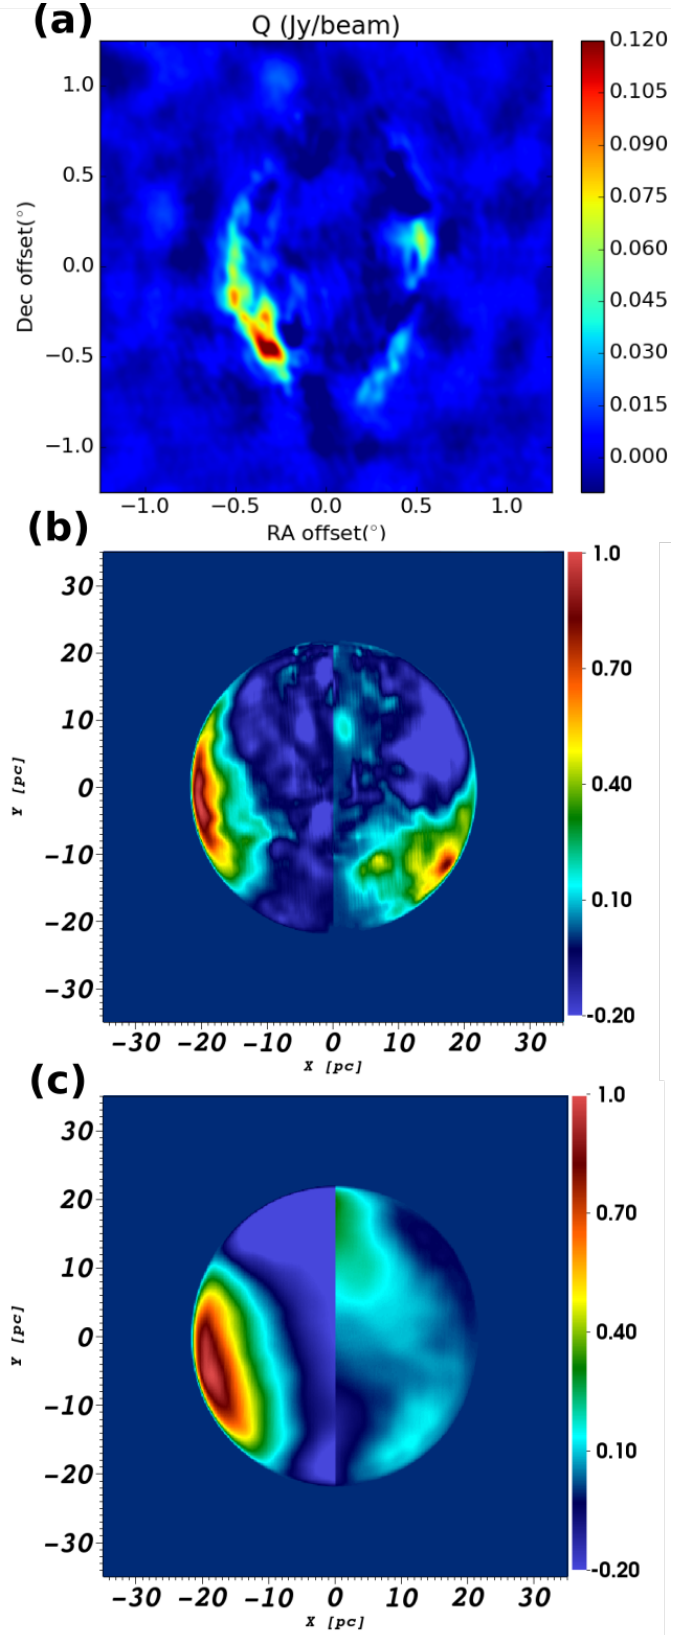 (a)
Q (Jy/beam)
1.0
0.5
0.0
−0.5
−1.0
Dec offset(°)
−1.0 −0.5 0.0 0.5 1.0
RA offset(°)
0.120
0.105
0.090
0.075
0.060
0.045
0.030
0.015
0.000
(b)
30
20
10
0
-10
-20
-30
Y [pc]
-30 -20 -10 0 10 20
X [pc]
1.0
0.70
0.40
0.10
-0.20
(c)
30
20
10
0
-10
-20
-30
Y [pc]
-30 -20 -10 0 10 20 30
X [pc]
1.0
0.70
0.40
0.10
-0.20